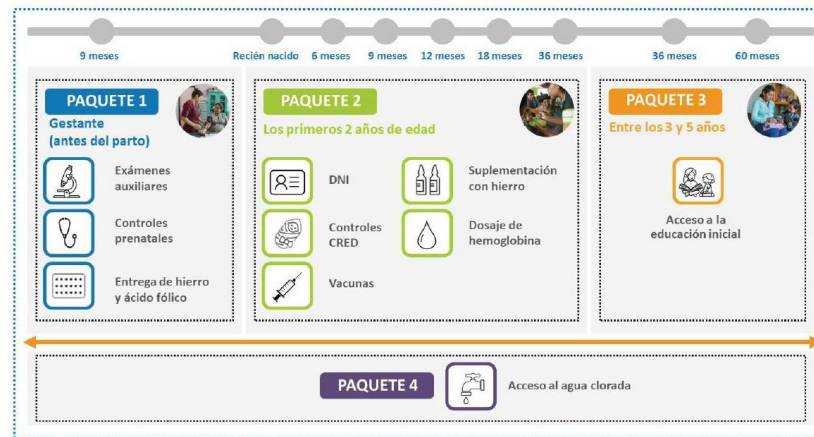 9 meses
Recién nacido
6 meses
9 meses
12 meses
18 meses
36 meses
36 meses
60 meses
PAQUETE 1
Gestante
(antes del parto)
Exámenes
auxiliares
Controles
prenatales
Entrega de hierro
y ácido fólico
PAQUETE 2
Los primeros 2 años de edad
DNI
Controles
CRED
Vacunas
Suplementación
con hierro
Dosaje de
hemoglobina
PAQUETE 3
Entre los 3 y 5 años
Acceso a la
educación inicial
PAQUETE 4
Acceso al agua clorada